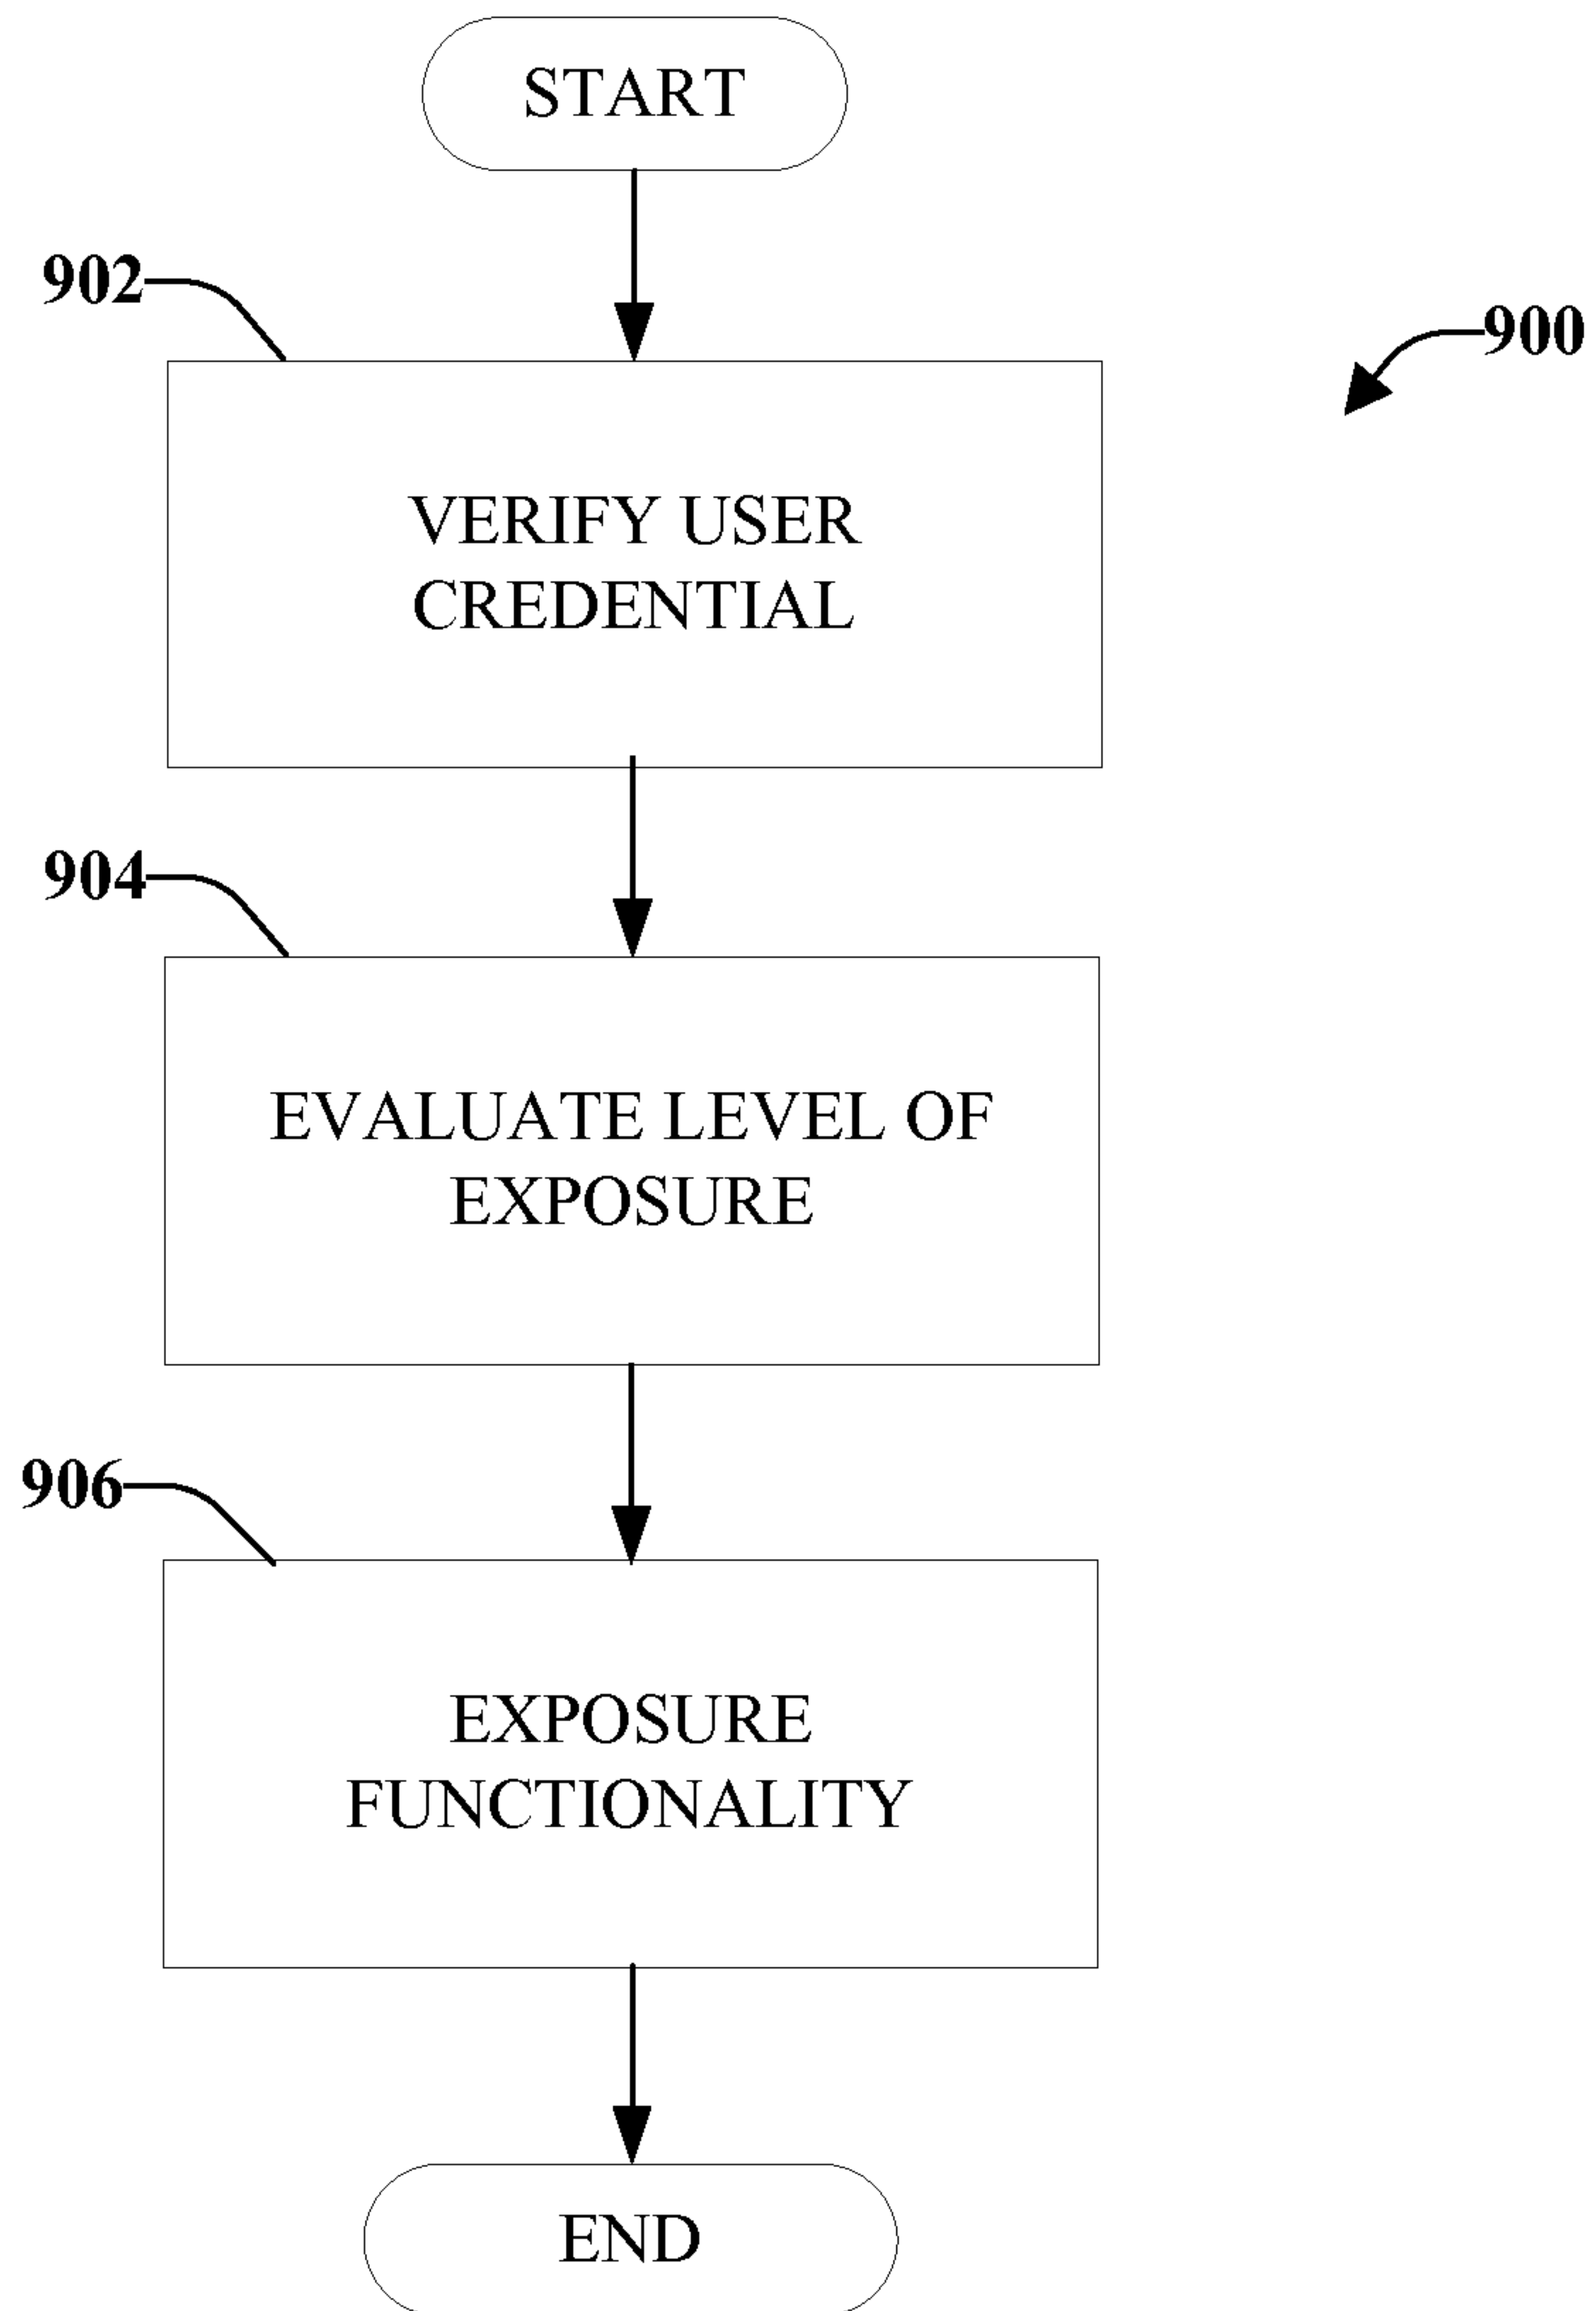 START
902
900
VERIFY USER
CREDENTIAL
904
EVALUATE LEVEL OF
EXPOSURE
906
EXPOSURE
FUNCTIONALITY
END